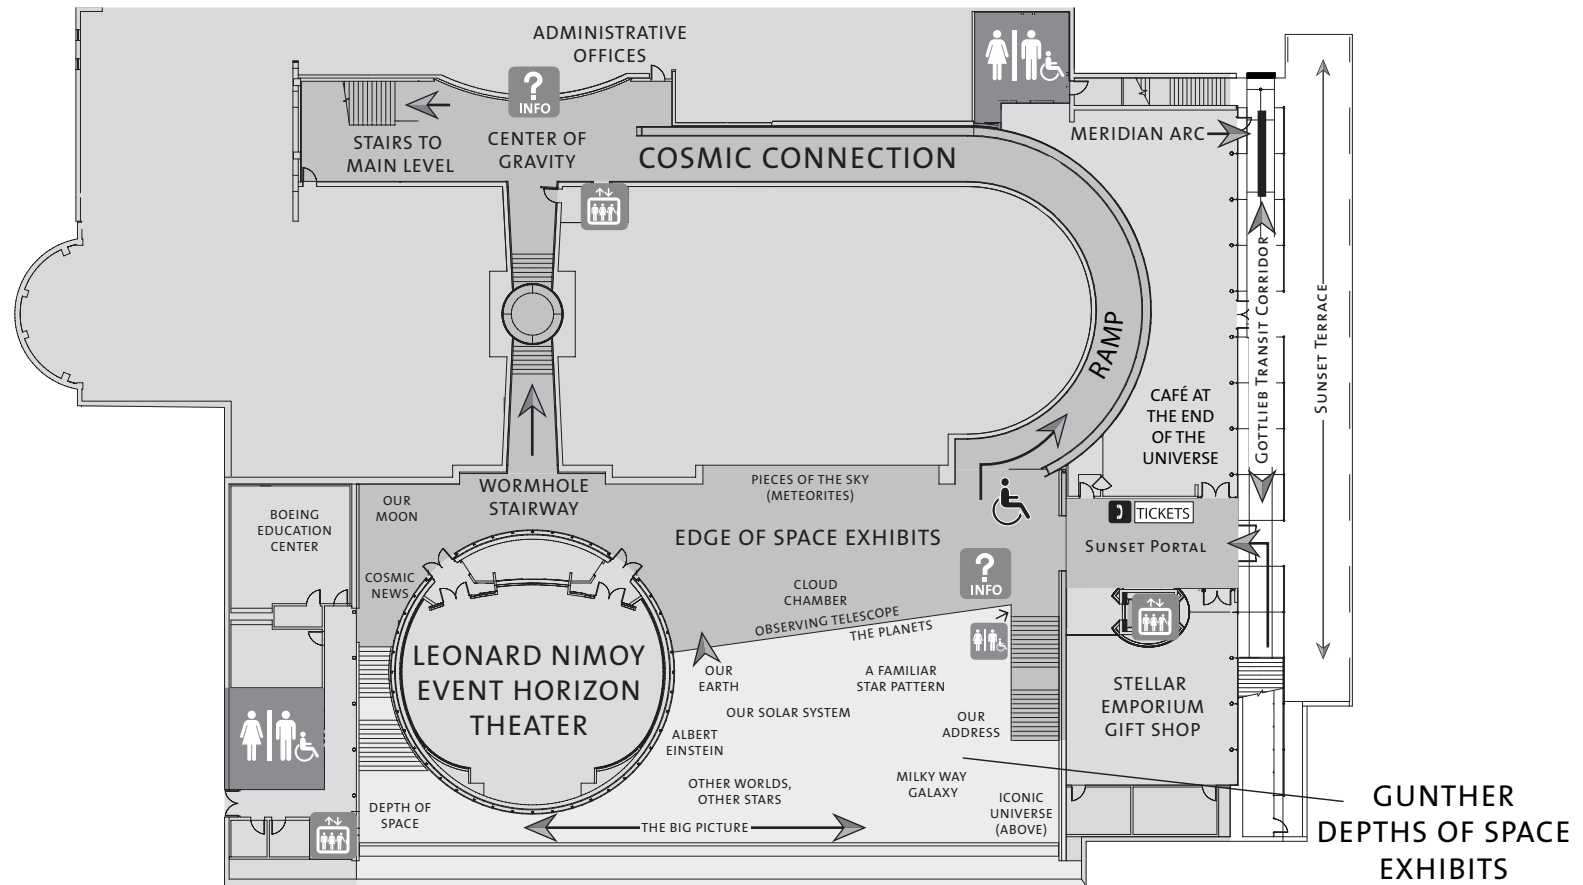 ADMINISTRATIVE
OFFICES
?
INFO
STAIRS TO
MAIN LEVEL
CENTER OF
GRAVITY
COSMIC CONNECTION
MERIDIAN ARC
RAMP
GOTTLIEB TRANSIT CORRIDOR
SUNSET TERRACE
CAFÉ AT
THE END
OF THE
UNIVERSE
WORMHOLE
STAIRWAY
PIECES OF THE SKY
(METEORITES)
OUR
MOON
BOEING
EDUCATION
CENTER
EDGE OF SPACE EXHIBITS
TICKETS
SUNSET PORTAL
?
INFO
COSMIC
NEWS
CLOUD
CHAMBER
OBSERVING TELESCOPE
THE PLANETS
LEONARD NIMOY
EVENT HORIZON
THEATER
OUR
EARTH
A FAMILIAR
STAR PATTERN
OUR SOLAR SYSTEM
OUR
ADDRESS
STELLAR
EMPORIUM
GIFT SHOP
ALBERT
EINSTEIN
OTHER WORLDS,
OTHER STARS
MILKY WAY
GALAXY
DEPTH OF
SPACE
THE BIG PICTURE
ICONIC
UNIVERSE
(ABOVE)
GUNTHER
DEPTHS OF SPACE
EXHIBITS